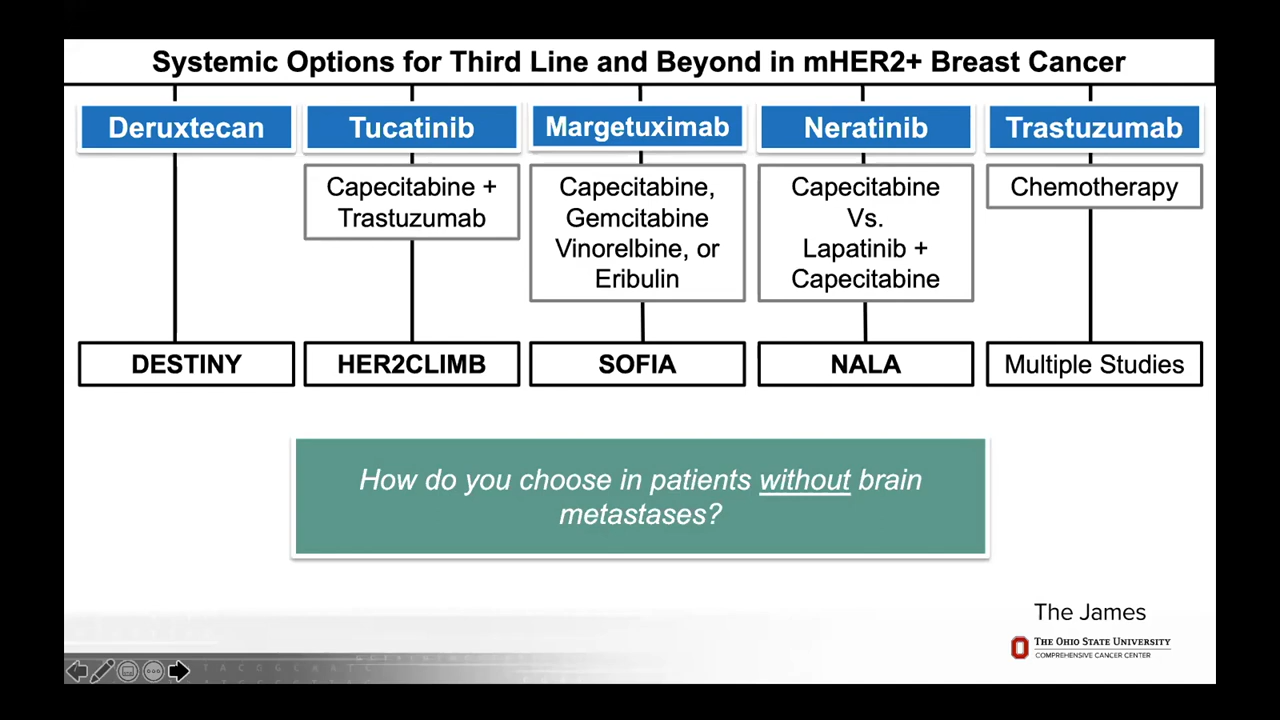 Systemic Options for Third Line and Beyond in mHER2+ Breast Cancer
Deruxtecan
Tucatinib
Margetuximab
Neratinib
Trastuzumab
Capecitabine +
Trastuzumab
Capecitabine,
Gemcitabine
Vinorelbine, or
Eribulin
Capecitabine
Vs.
Lapatinib +
Capecitabine
Chemotherapy
DESTINY
HER2CLIMB
SOFIA
NALA
Multiple Studies
How do you choose in patients without brain
metastases?
The James
THE OHIO STATE UNIVERSITY
COMPREHENSIVE CANCER CENTER